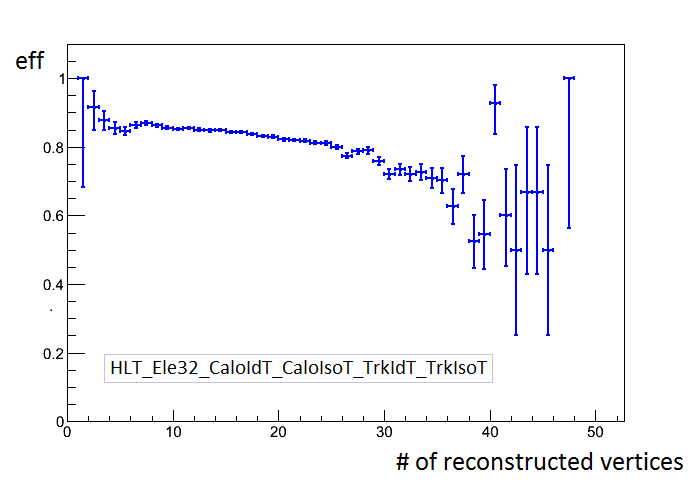 eff
1
0.8
0.6
0.4
0.2
0
HLT_Ele32_CaloIdT_CaloIsoT_TrkIdT_TrkIsoT
0 10 20 30 40 50
# of reconstructed vertices